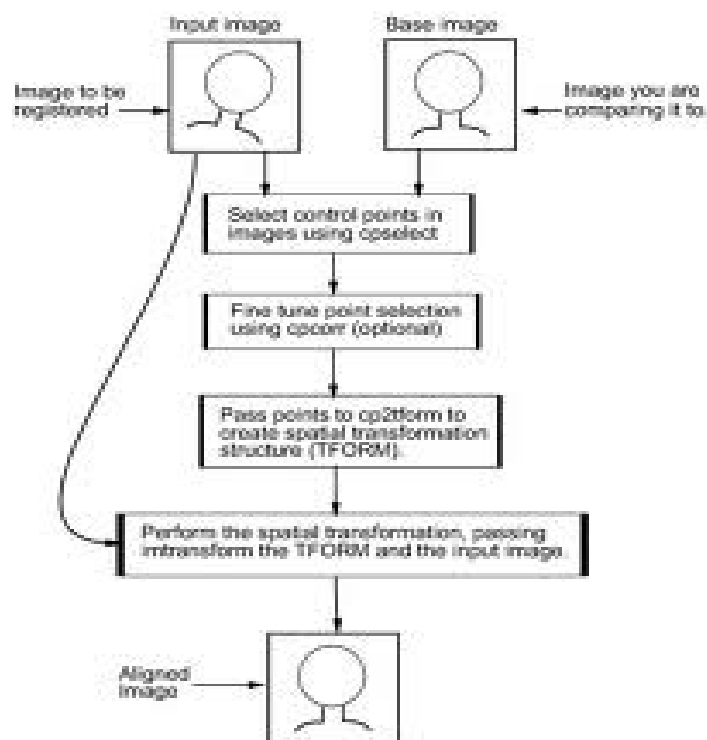 Input image
Base image
Image to be
registered
Image you are
comparing it to
Select control points in
images using cpselect
Fine tune point selection
using cpcorr (optional)
Pass points to cp2tform to
create spatial transformation
structure (TFORM).
Perform the spatial transformation, passing
imtransform the TFORM and the input image.
Aligned
image